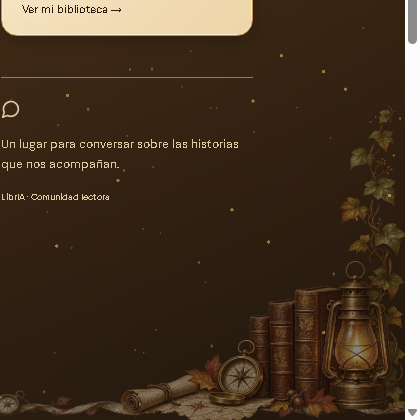 Ver mi biblioteca →
Un lugar para conversar sobre las historias
que nos acompañan.
LibrIA · Comunidad lectora